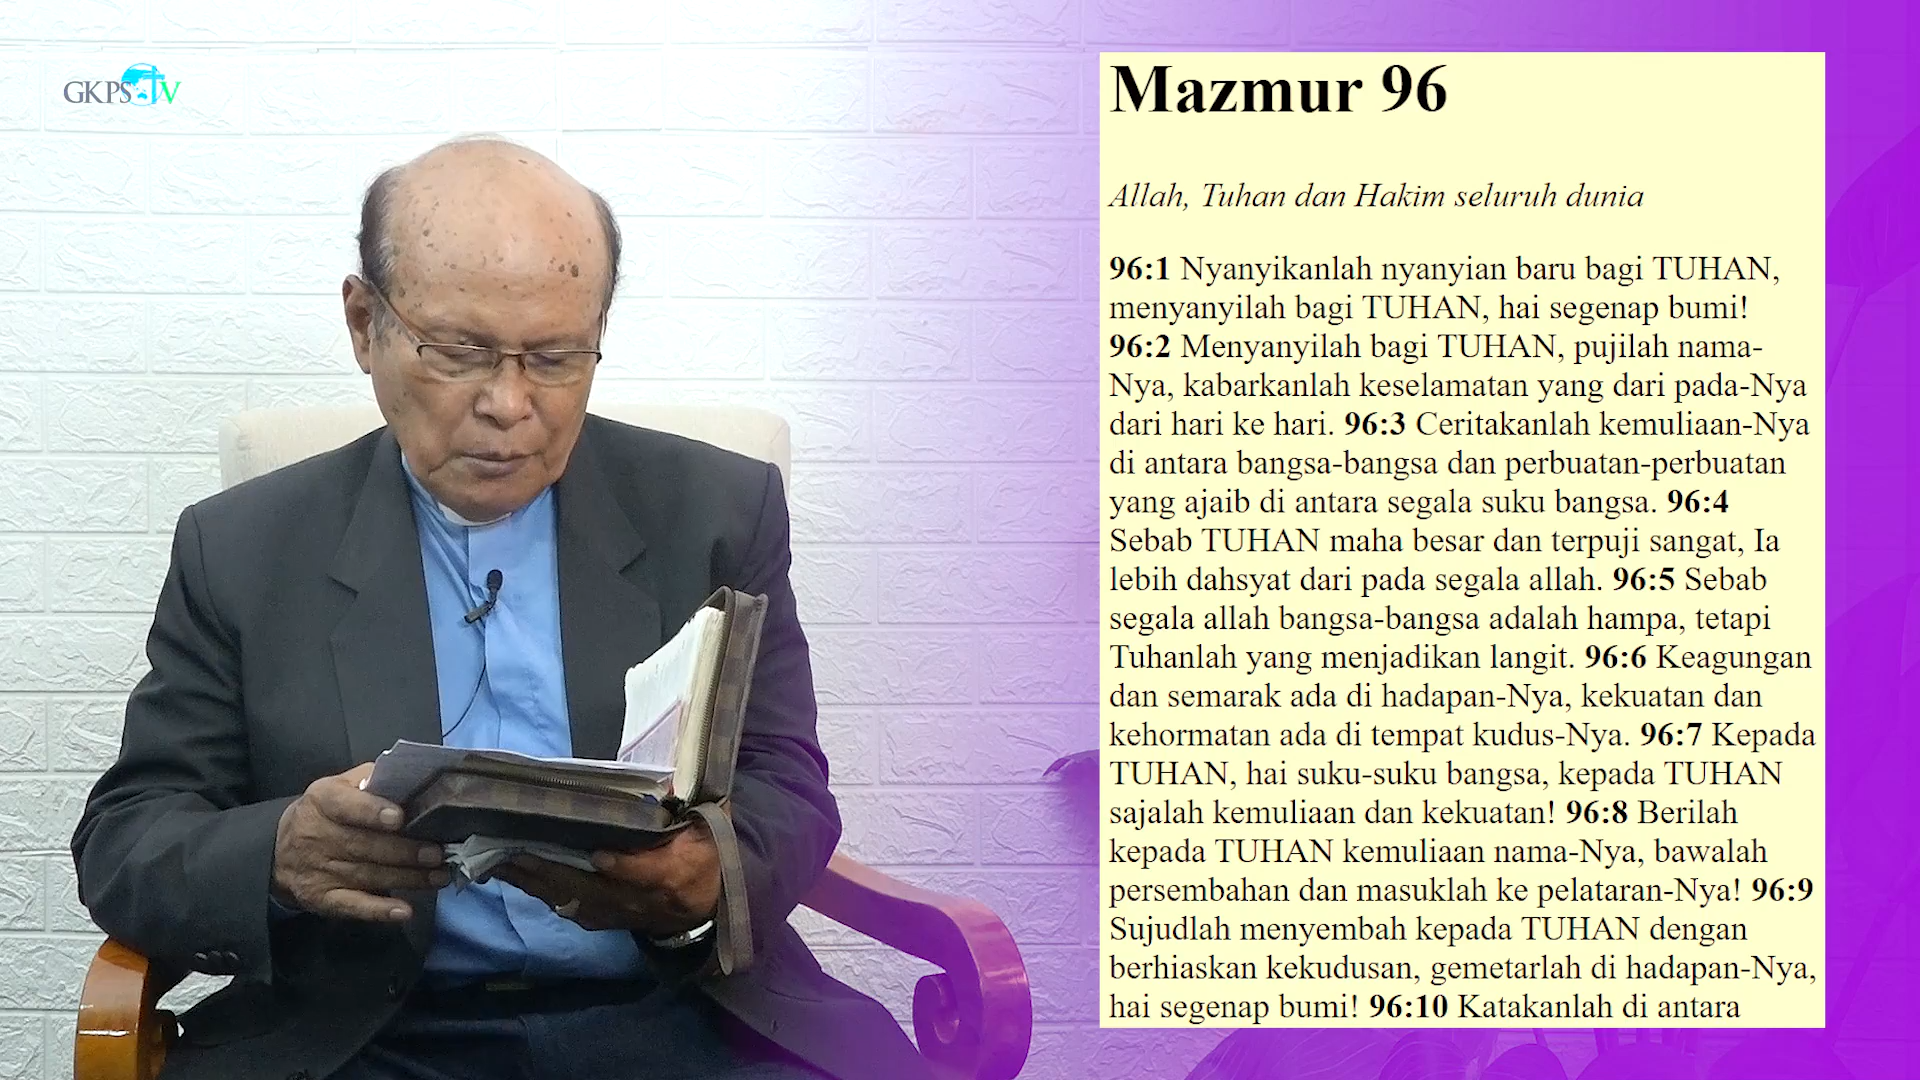 GKPS TV
Mazmur 96
Allah, Tuhan dan Hakim seluruh dunia
96:1 Nyanyikanlah nyanyian baru bagi TUHAN,
menyanyilah bagi TUHAN, hai segenap bumi!
96:2 Menyanyilah bagi TUHAN, pujilah nama-
Nya, kabarkanlah keselamatan yang dari pada-Nya
dari hari ke hari. 96:3 Ceritakanlah kemuliaan-Nya
di antara bangsa-bangsa dan perbuatan-perbuatan
yang ajaib di antara segala suku bangsa. 96:4
Sebab TUHAN maha besar dan terpuji sangat, Ia
lebih dahsyat dari pada segala allah. 96:5 Sebab
segala allah bangsa-bangsa adalah hampa, tetapi
Tuhanlah yang menjadikan langit. 96:6 Keagungan
dan semarak ada di hadapan-Nya, kekuatan dan
kehormatan ada di tempat kudus-Nya. 96:7 Kepada
TUHAN, hai suku-suku bangsa, kepada TUHAN
sajalah kemuliaan dan kekuatan! 96:8 Berilah
kepada TUHAN kemuliaan nama-Nya, bawalah
persembahan dan masuklah ke pelataran-Nya! 96:9
Sujudlah menyembah kepada TUHAN dengan
berhiaskan kekudusan, gemetarlah di hadapan-Nya,
hai segenap bumi! 96:10 Katakanlah di antara